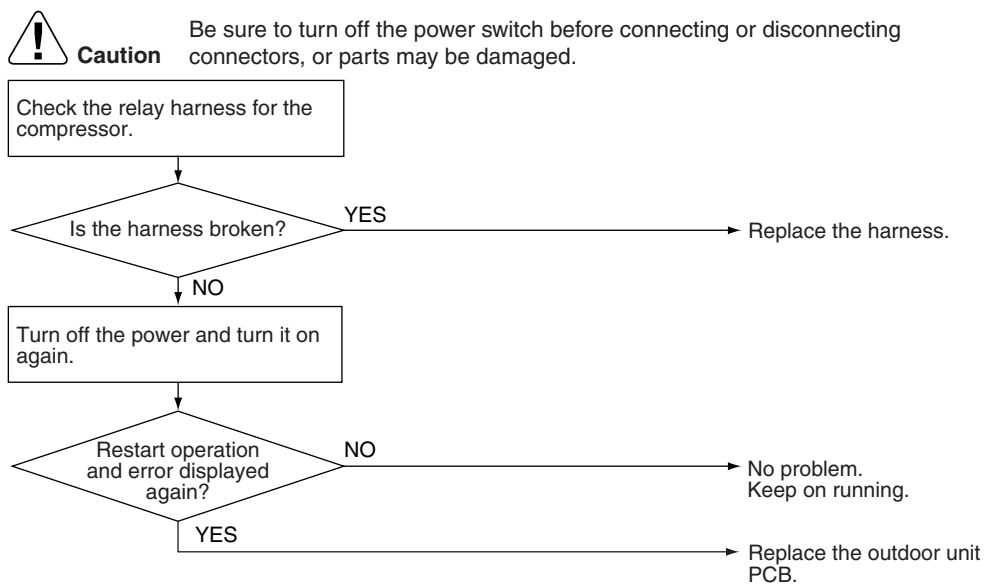 Be sure to turn off the power switch before connecting or disconnecting
Caution connectors, or parts may be damaged.
Check the relay harness for the
compressor.
Is the harness broken?
YES
Replace the harness.
NO
Turn off the power and turn it on
again.
Restart operation
and error displayed
again?
NO
No problem.
Keep on running.
YES
Replace the outdoor unit
PCB.